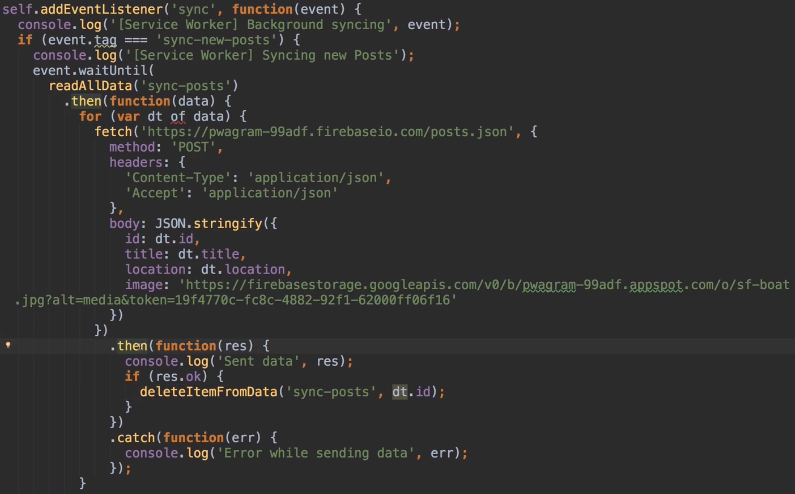 self.addEventListener('sync', function(event) {
  console.log('[Service Worker] Background syncing', event);
  if (event.tag === 'sync-new-posts') {
    console.log('[Service Worker] Syncing new Posts');
    event.waitUntil(
      readAllData('sync-posts')
        .then(function(data) {
          for (var dt of data) {
            fetch('https://pwagram-99adf.firebaseio.com/posts.json', {
              method: 'POST',
              headers: {
                'Content-Type': 'application/json',
                'Accept': 'application/json'
              },
              body: JSON.stringify({
                id: dt.id,
                title: dt.title,
                location: dt.location,
                image: 'https://firebasestorage.googleapis.com/v0/b/pwagram-99adf.appspot.com/o/sf-boat
  .jpg?alt=media&token=19f4770c-fc8c-4882-92f1-62000ff06f16'
              })
            })
              .then(function(res) {
                console.log('Sent data', res);
                if (res.ok) {
                  deleteItemFromData('sync-posts', dt.id);
                }
              })
              .catch(function(err) {
                console.log('Error while sending data', err);
              });
          }